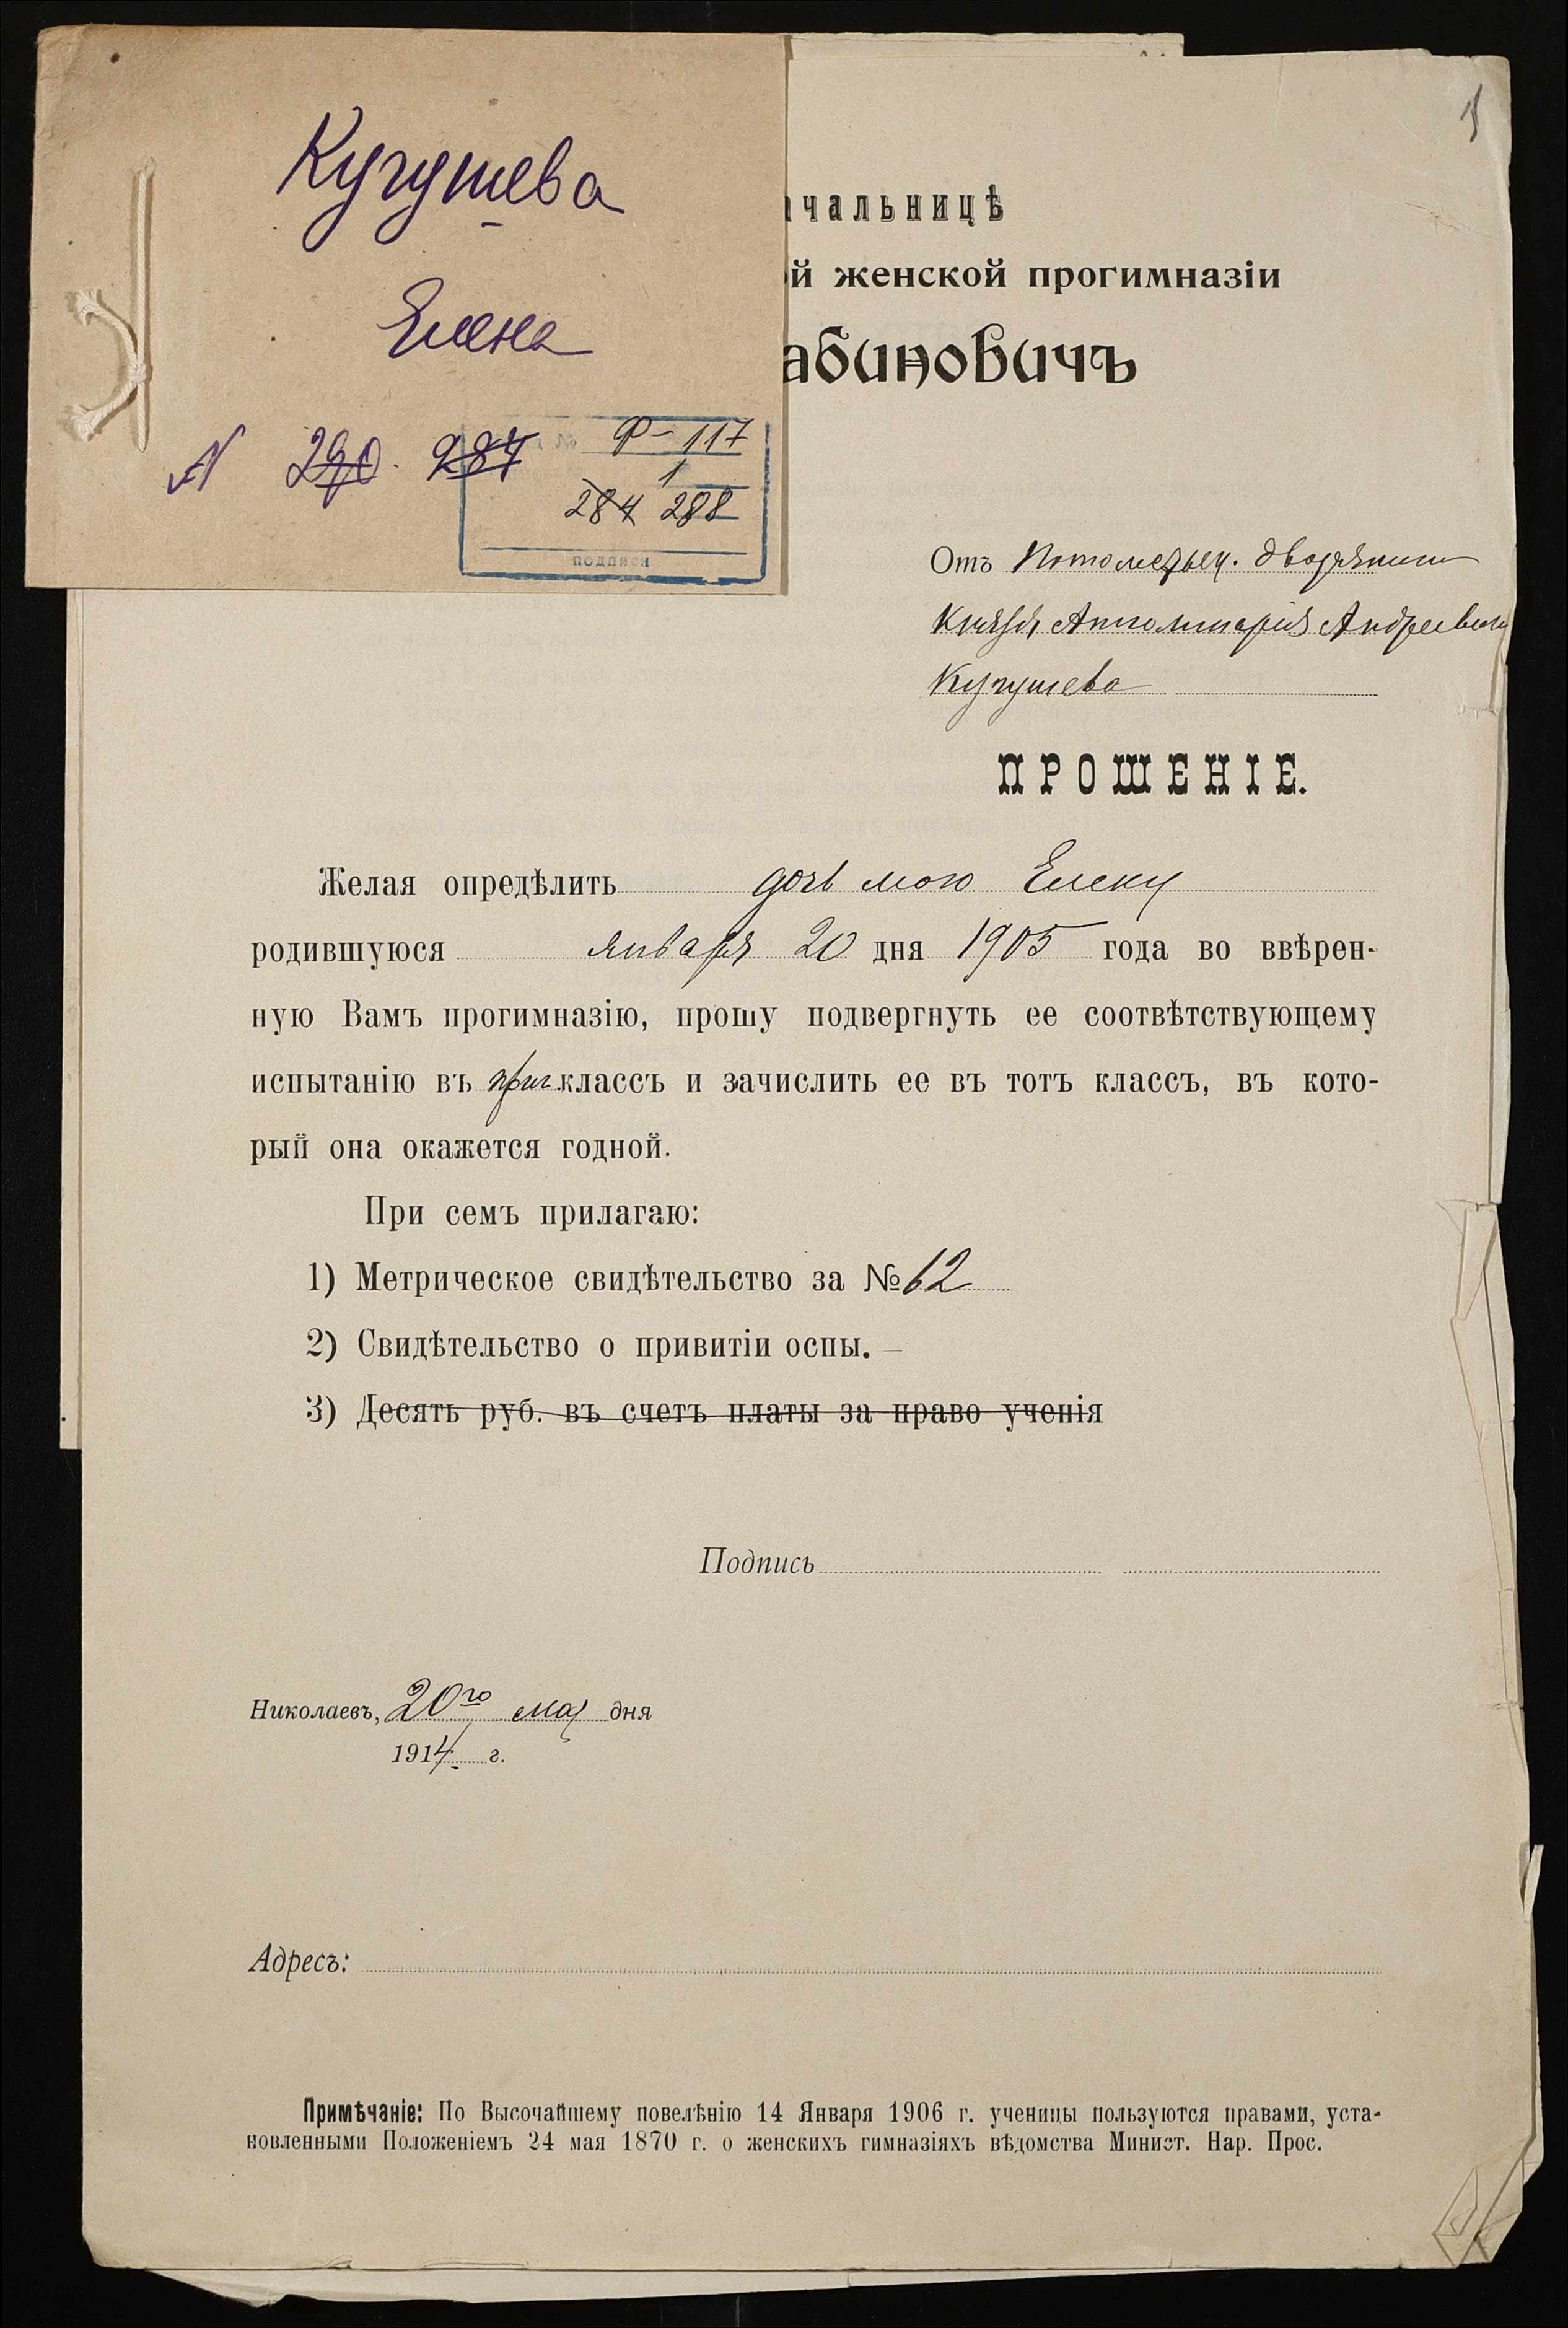 Кугушева
Елена
N 290. 287
Ф-117
1
284 288
подписи
1
чальницѣ
й женской прогимназіи
абиновичъ
Отъ Потомствен. дворянина
Князя Апполинарія Андреевича
Кугушева
ПРОШЕНІЕ.
Желая опредѣлить дочь мою Елену
родившуюся января 20 дня 1905 года во ввѣрен-
ную Вамъ прогимназію, прошу подвергнуть ее соотвѣтствующему
испытанію въ приг классъ и зачислить ее въ тотъ классъ, въ кото-
рый она окажется годной.
При семъ прилагаю:
1) Метрическое свидѣтельство за № 62
2) Свидѣтельство о привитіи оспы.
3) Десять руб. въ счетъ платы за право ученія
Подпись
Николаевъ, 20го мая дня
1914 г.
Адресъ:
Примѣчаніе: По Высочайшему повелѣнію 14 Января 1906 г. ученицы пользуются правами, уста-
новленными Положеніемъ 24 мая 1870 г. о женскихъ гимназіяхъ вѣдомства Минист. Нар. Прос.